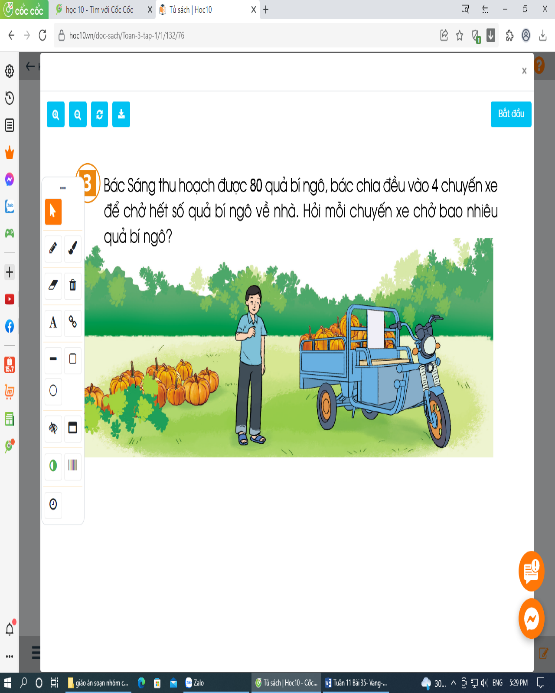 cốc cốc
học 10 - Tìm với Cốc Cốc
Tủ sách | Hoc10
hoc10.vn/doc-sach/toan-3-tap-1/1/132/76
Bắt đầu
3
Bác Sáng thu hoạch được 80 quả bí ngô, bác chia đều vào 4 chuyến xe
để chở hết số quả bí ngô về nhà. Hỏi mỗi chuyến xe chở bao nhiêu
quả bí ngô?
A
giáo án soạn nhóm c...
Zalo
Tủ sách | Hoc10 - Cốc...
Tuần 11 Bài 35- Vang-...
30...
ENG
5:29 PM